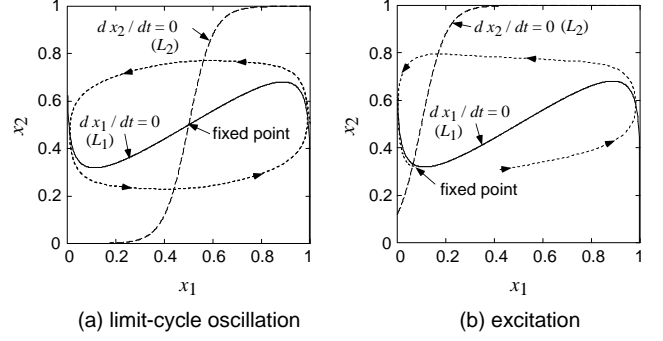 1
0.8
0.6
0.4
0.2
0
x2
d x2 / dt = 0
(L2)
d x1 / dt = 0
(L1)
fixed point
0 0.2 0.4 0.6 0.8 1
x1
(a) limit-cycle oscillation
1
0.8
0.6
0.4
0.2
0
x2
d x2 / dt = 0 (L2)
d x1 / dt = 0
(L1)
fixed point
0 0.2 0.4 0.6 0.8 1
x1
(b) excitation